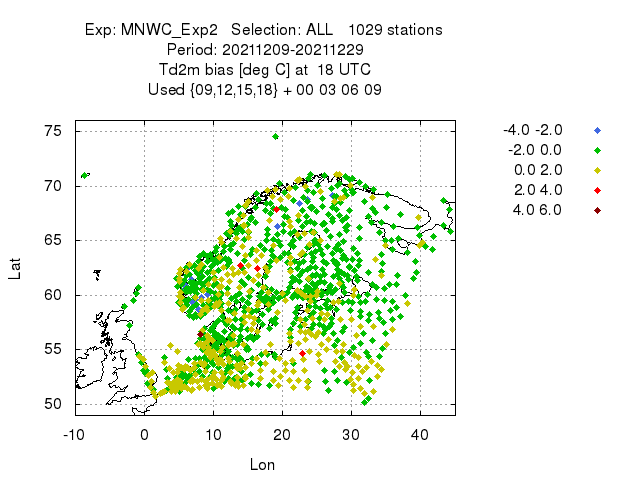 Exp: MNWC_Exp2   Selection: ALL   1029 stations
Period: 20211209-20211229
Td2m bias [deg C] at  18 UTC
Used {09,12,15,18} + 00 03 06 09
-4.0 -2.0
-2.0 0.0
0.0 2.0
2.0 4.0
4.0 6.0
75
70
65
60
55
50
Lat
-10 0 10 20 30 40
Lon